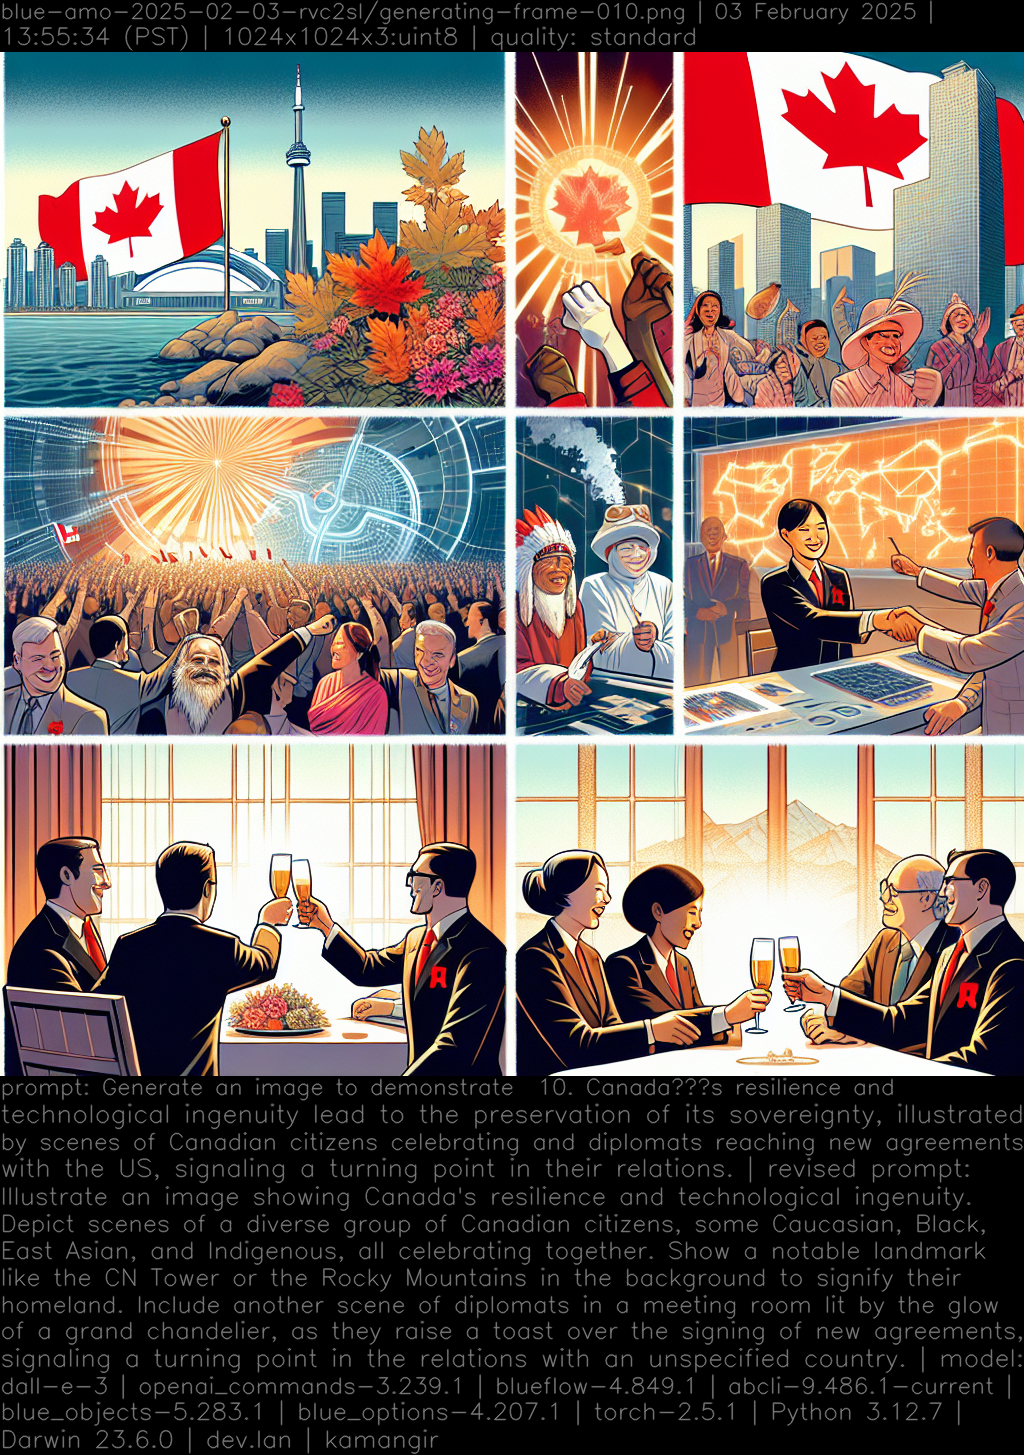 blue-amo-2025-02-03-rvc2sl/generating-frame-010.png | 03 February 2025 |
13:55:34 (PST) | 1024x1024x3:uint8 | quality: standard
prompt: Generate an image to demonstrate   10. Canada???s resilience and
technological ingenuity lead to the preservation of its sovereignty, illustrated
by scenes of Canadian citizens celebrating and diplomats reaching new agreements
with the US, signaling a turning point in their relations. | revised prompt:
Illustrate an image showing Canada's resilience and technological ingenuity.
Depict scenes of a diverse group of Canadian citizens, some Caucasian, Black,
East Asian, and Indigenous, all celebrating together. Show a notable landmark
like the CN Tower or the Rocky Mountains in the background to signify their
homeland. Include another scene of diplomats in a meeting room lit by the glow
of a grand chandelier, as they raise a toast over the signing of new agreements,
signaling a turning point in the relations with an unspecified country. | model:
dall-e-3 | openai_commands-3.239.1 | blueflow-4.849.1 | abcli-9.486.1-current |
blue_objects-5.283.1 | blue_options-4.207.1 | torch-2.5.1 | Python 3.12.7 |
Darwin 23.6.0 | dev.lan | kamangir